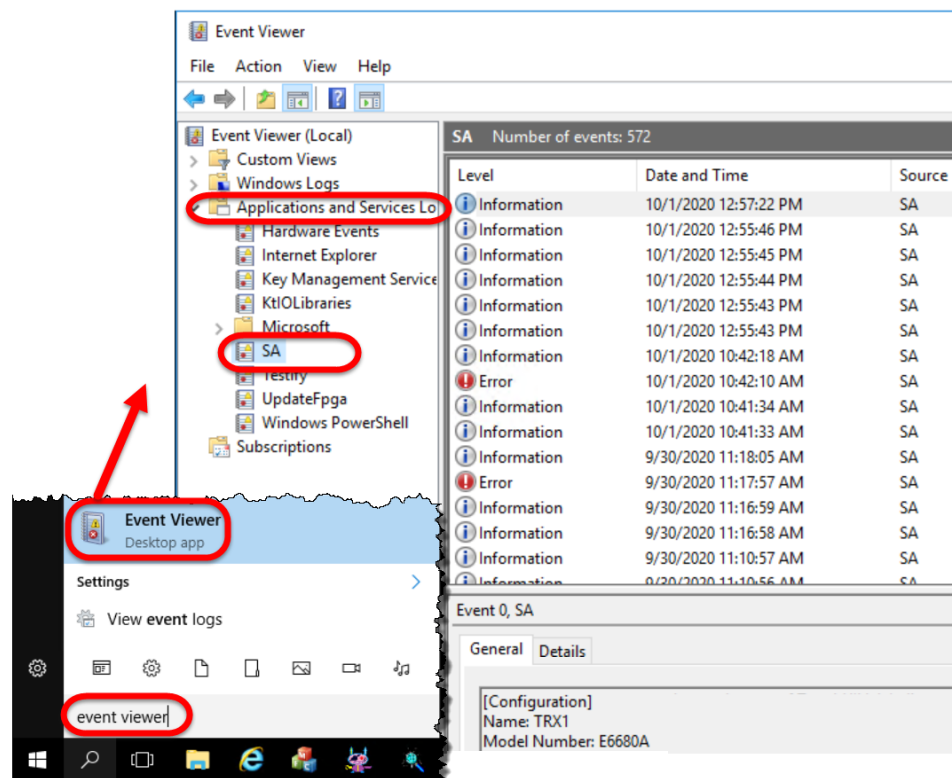 Event Viewer
File Action View Help
Event Viewer (Local)
Custom Views
Windows Logs
Applications and Services Lo
Hardware Events
Internet Explorer
Key Management Service
KtIOLibraries
Microsoft
SA
Testify
UpdateFpga
Windows PowerShell
Subscriptions
SA Number of events: 572
Level Date and Time Source
Information 10/1/2020 12:57:22 PM SA
Information 10/1/2020 12:55:46 PM SA
Information 10/1/2020 12:55:45 PM SA
Information 10/1/2020 12:55:44 PM SA
Information 10/1/2020 12:55:43 PM SA
Information 10/1/2020 12:55:43 PM SA
Information 10/1/2020 10:42:18 AM SA
Error 10/1/2020 10:42:10 AM SA
Information 10/1/2020 10:41:34 AM SA
Information 10/1/2020 10:41:33 AM SA
Information 9/30/2020 11:18:05 AM SA
Error 9/30/2020 11:17:57 AM SA
Information 9/30/2020 11:16:59 AM SA
Information 9/30/2020 11:16:58 AM SA
Information 9/30/2020 11:10:57 AM SA
Information 9/30/2020 11:10:56 AM SA
Event 0, SA
General Details
[Configuration]
Name: TRX1
Model Number: E6680A
Event Viewer
Desktop app
Settings
View event logs
event viewer